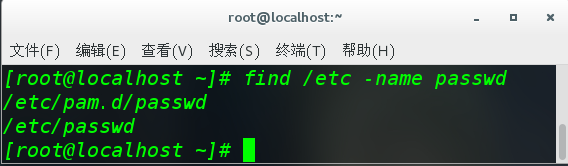 root@localhost:~
文件(F) 编辑(E) 查看(V) 搜索(S) 终端(T) 帮助(H)
[root@localhost ~]# find /etc -name passwd
/etc/pam.d/passwd
/etc/passwd
[root@localhost ~]#